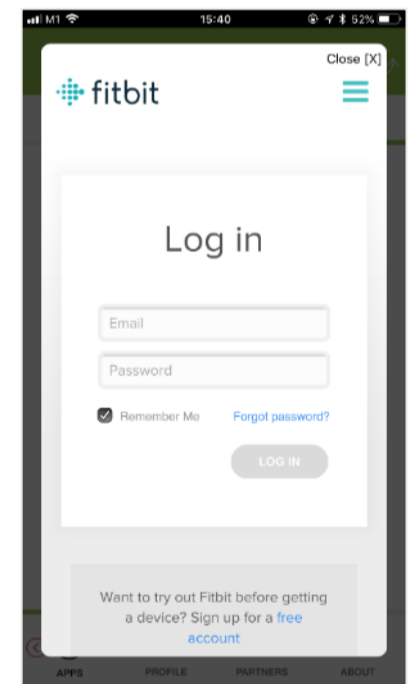 M1 15:40 52%
Close [X]
fitbit
Log in
Email
Password
Remember Me Forgot password?
LOG IN
Want to try out Fitbit before getting
a device? Sign up for a free
account
APPS PROFILE PARTNERS ABOUT